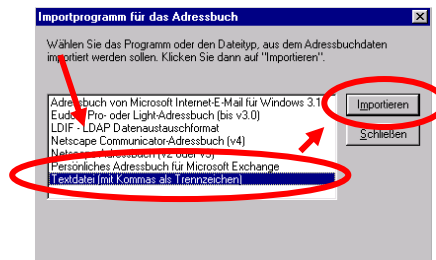 Importprogramm für das Adressbuch
Wählen Sie das Programm oder den Dateityp, aus dem Adressbuchdaten
importiert werden sollen. Klicken Sie dann auf "Importieren".
Adressbuch von Microsoft Internet-E-Mail für Windows 3.1
Importieren
Eudora Pro- oder Light-Adressbuch (bis v3.0)
LDIF - LDAP Datenaustauschformat
Schließen
Netscape Communicator-Adressbuch (v4)
Netscape-Adressbuch (v2 oder v3)
Persönliches Adressbuch für Microsoft Exchange
Textdatei (mit Kommas als Trennzeichen)